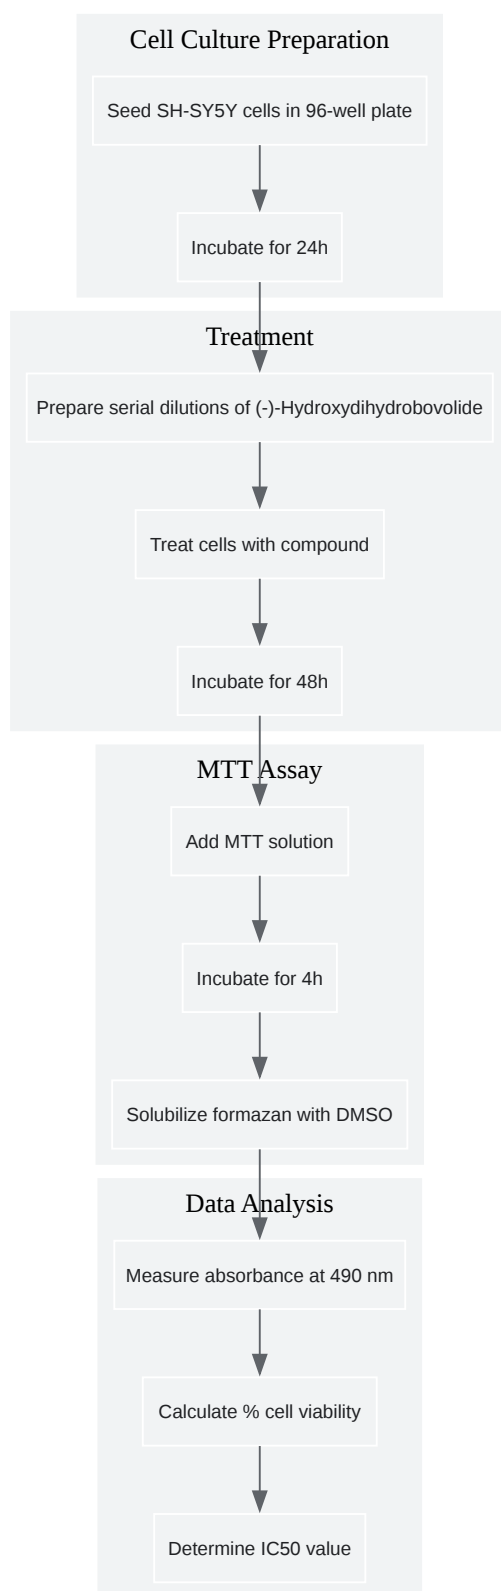 Cell Culture Preparation
Seed SH-SY5Y cells in 96-well plate
Incubate for 24h
Treatment
Prepare serial dilutions of (-)-Hydroxydihydrobovolide
Treat cells with compound
Incubate for 48h
MTT Assay
Add MTT solution
Incubate for 4h
Solubilize formazan with DMSO
Data Analysis
Measure absorbance at 490 nm
Calculate % cell viability
Determine IC50 value